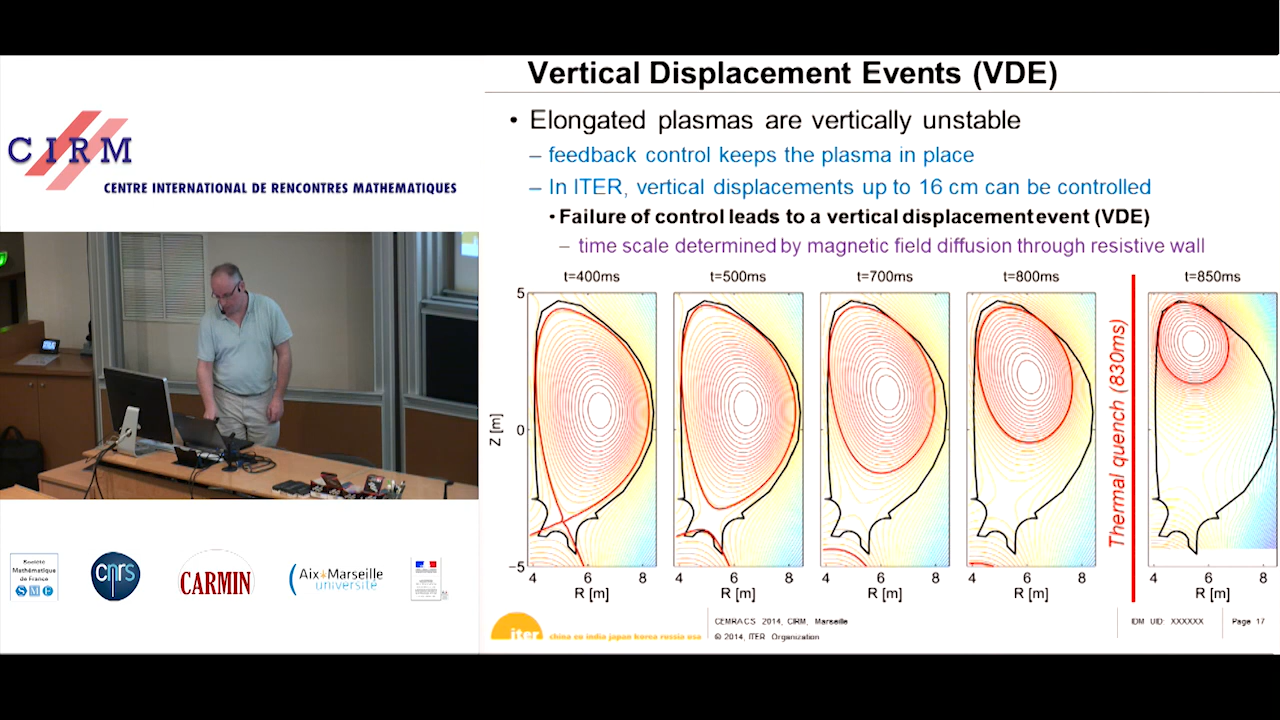 CIRM
CENTRE INTERNATIONAL DE RENCONTRES MATHEMATIQUES
Société
Mathématique
de France
SMF
cnrs
CARMIN
Aix*Marseille
université
Vertical Displacement Events (VDE)
• Elongated plasmas are vertically unstable
– feedback control keeps the plasma in place
– In ITER, vertical displacements up to 16 cm can be controlled
• Failure of control leads to a vertical displacement event (VDE)
– time scale determined by magnetic field diffusion through resistive wall
t=400ms t=500ms t=700ms t=800ms t=850ms
5
Z [m]
0
−5
Thermal quench (830ms)
4 6 8 4 6 8 4 6 8 4 6 8 4 6 8
R [m] R [m] R [m] R [m] R [m]
iter
china eu india japan korea russia usa
CEMRACS 2014, CIRM, Marseille
© 2014, ITER Organization
IDM UID: XXXXXX
Page 17